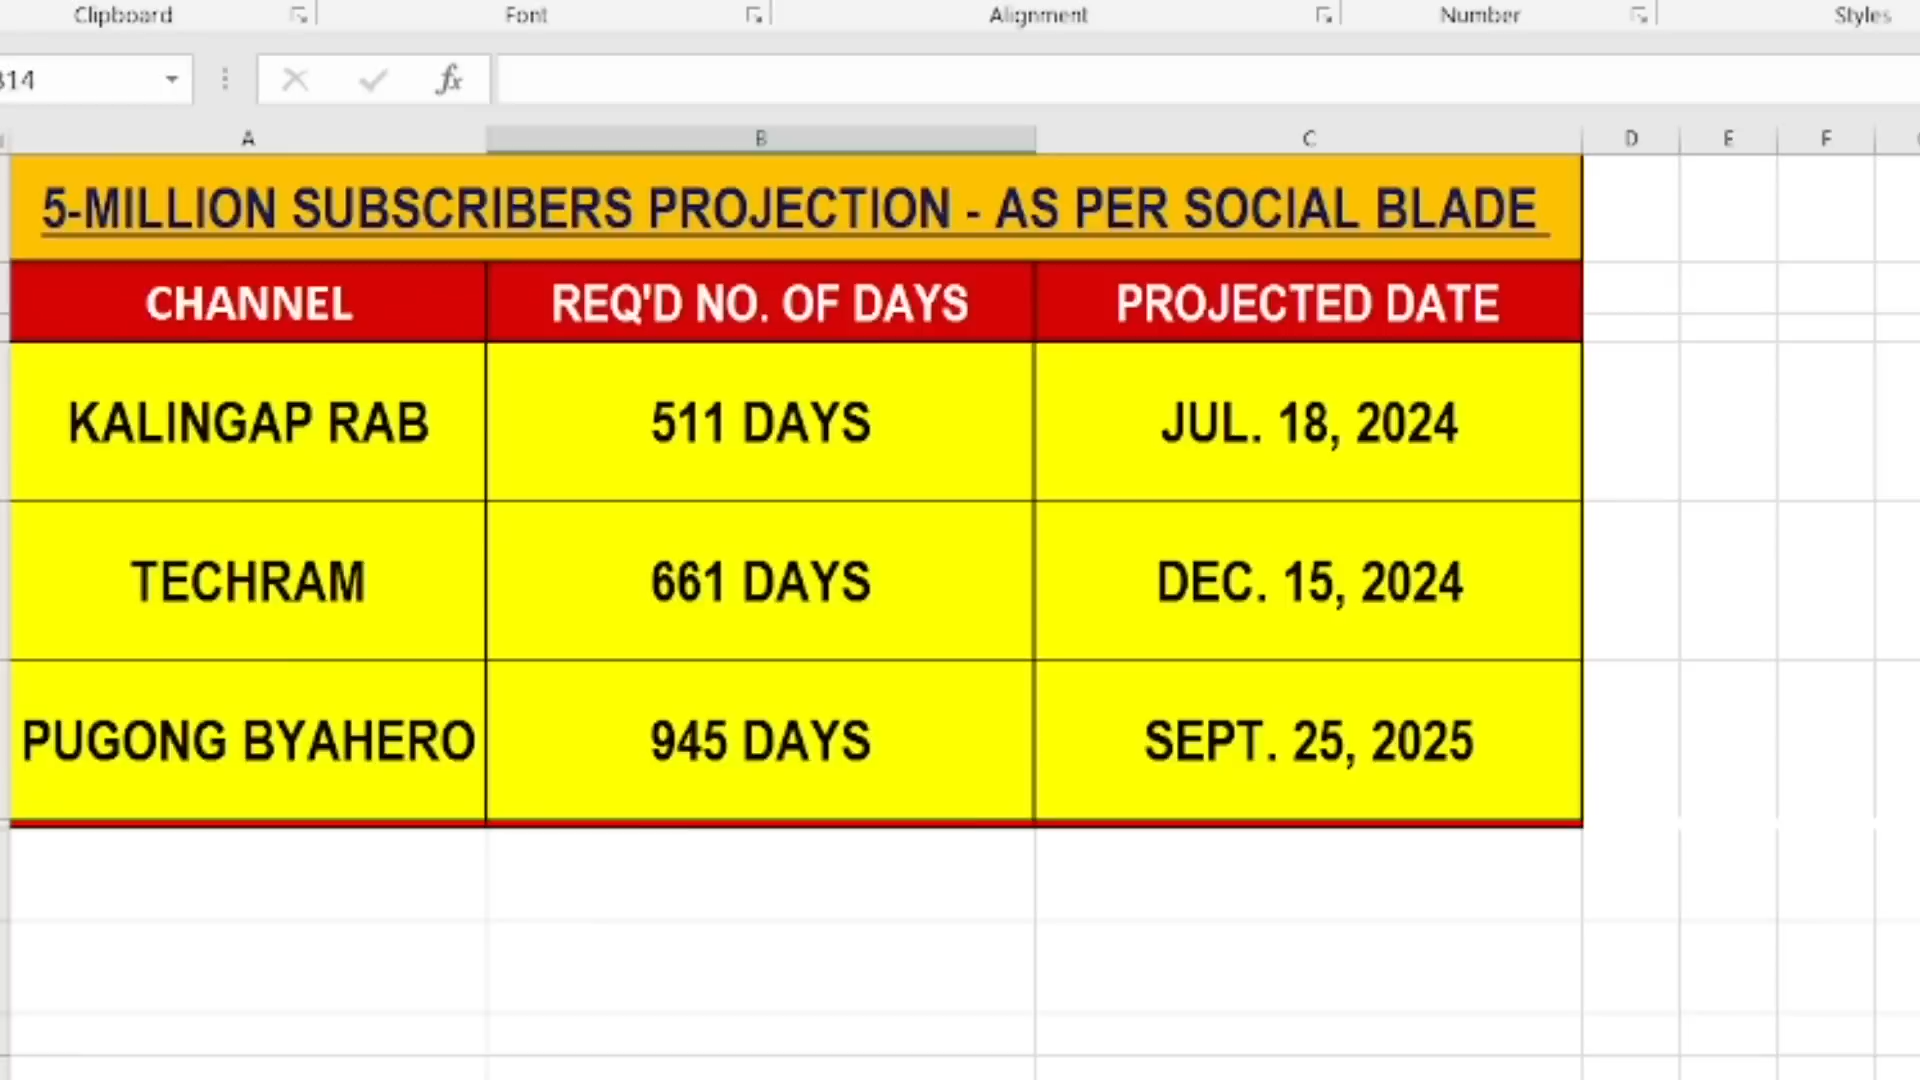 Clipboard Font Alignment Number Styles
B14 fx
A B C D E F
5-MILLION SUBSCRIBERS PROJECTION - AS PER SOCIAL BLADE
CHANNEL REQ'D NO. OF DAYS PROJECTED DATE
KALINGAP RAB 511 DAYS JUL. 18, 2024
TECHRAM 661 DAYS DEC. 15, 2024
PUGONG BYAHERO 945 DAYS SEPT. 25, 2025